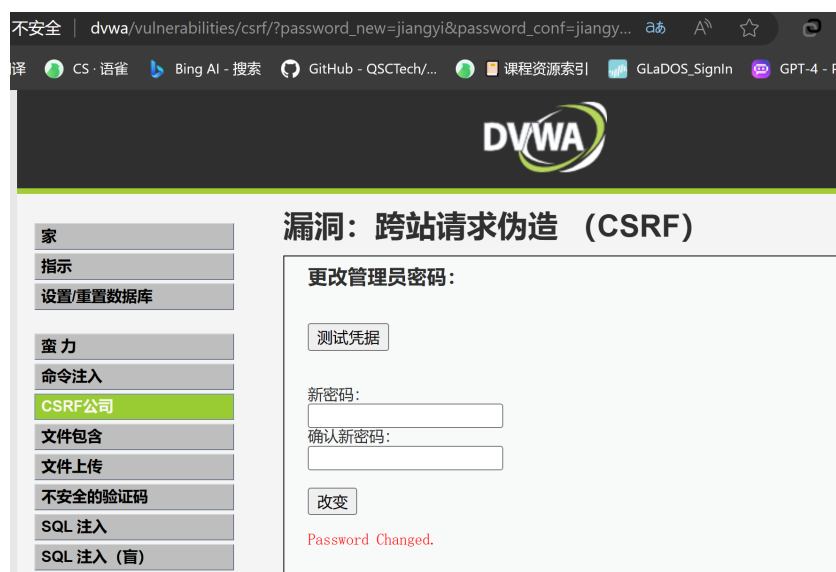 不安全 dvwa/vulnerabilities/csrf/?password_new=jiangyi&password_conf=jiangy... aあ A
译 CS · 语雀 Bing AI - 搜索 GitHub - QSCTech/... 课程资源索引 GLaDOS_SignIn GPT-4 -
DVWA
漏洞：跨站请求伪造 （CSRF）
家
指示
设置/重置数据库
蛮 力
命令注入
CSRF公司
文件包含
文件上传
不安全的验证码
SQL 注入
SQL 注入（盲）
更改管理员密码：
测试凭据
新密码：
确认新密码：
改变
Password Changed.